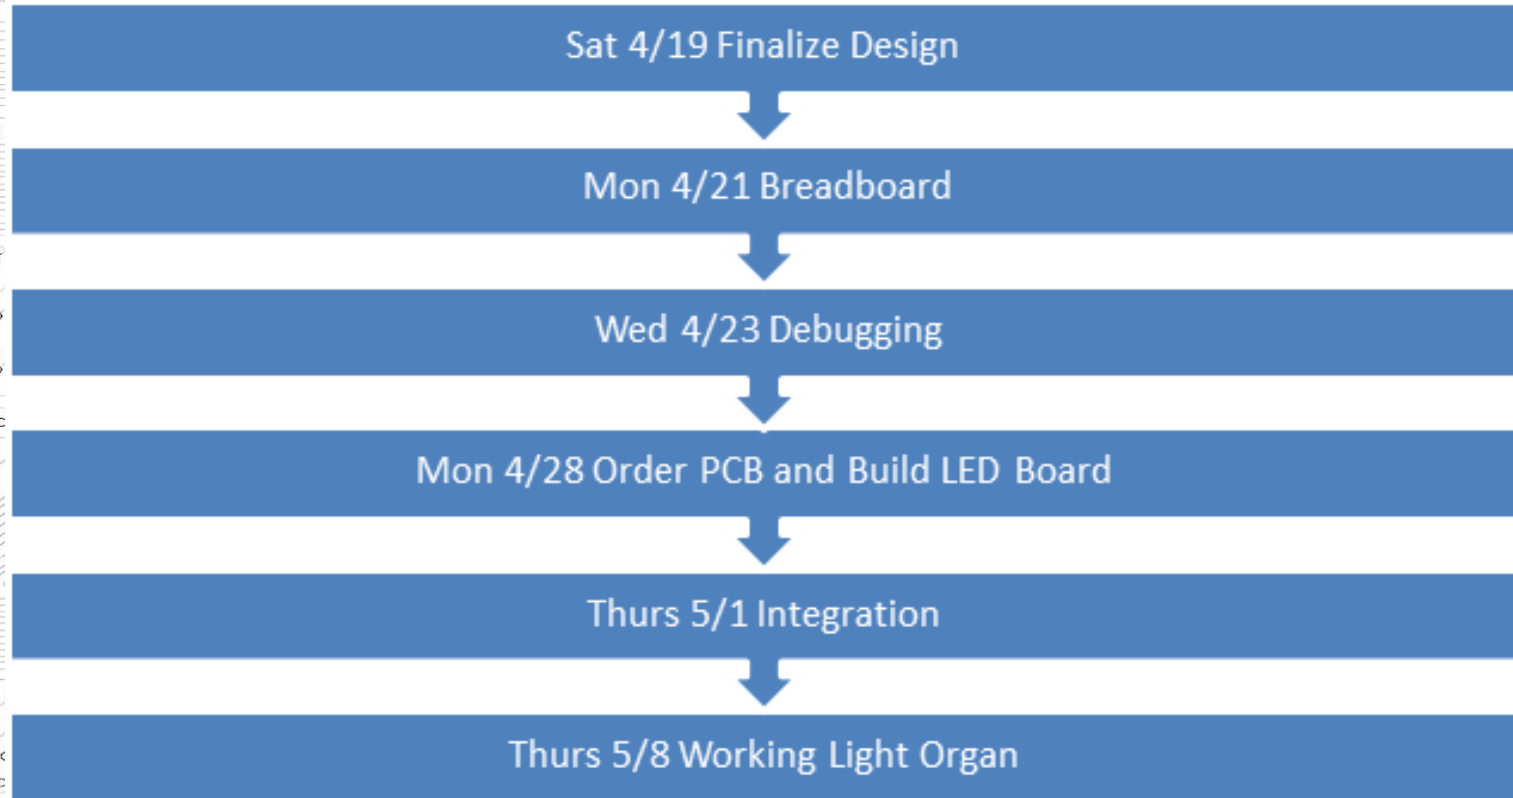 Sat 4/19 Finalize Design
Mon 4/21 Breadboard
Wed 4/23 Debugging
Mon 4/28 Order PCB and Build LED Board
Thurs 5/1 Integration
Thurs 5/8 Working Light Organ